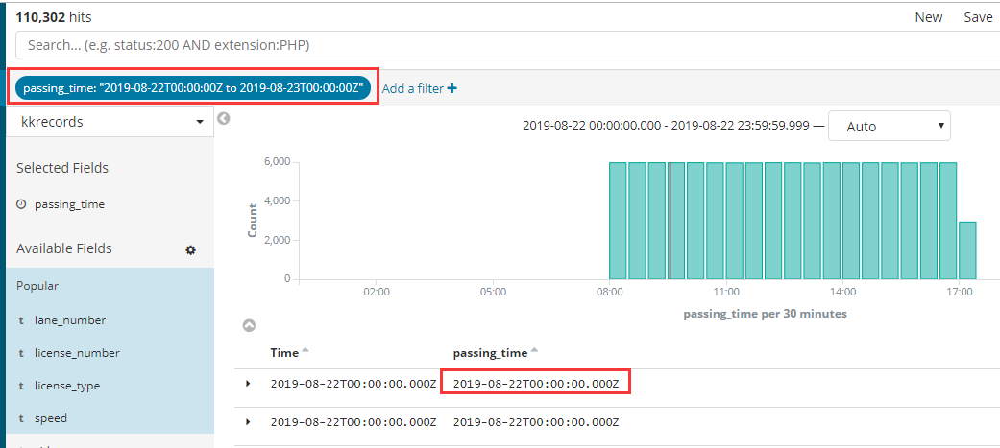 110,302 hits
New Save
Search... (e.g. status:200 AND extension:PHP)
passing_time: "2019-08-22T00:00:00Z to 2019-08-23T00:00:00Z" Add a filter +
kkrecords
2019-08-22 00:00:00.000 - 2019-08-22 23:59:59.999 — Auto
Selected Fields
passing_time
Available Fields
Popular
t lane_number
t license_number
t license_type
t speed
Count
6,000
4,000
2,000
0
02:00 05:00 08:00 11:00 14:00 17:00
passing_time per 30 minutes
Time passing_time
2019-08-22T00:00:00.000Z 2019-08-22T00:00:00.000Z
2019-08-22T00:00:00.000Z 2019-08-22T00:00:00.000Z